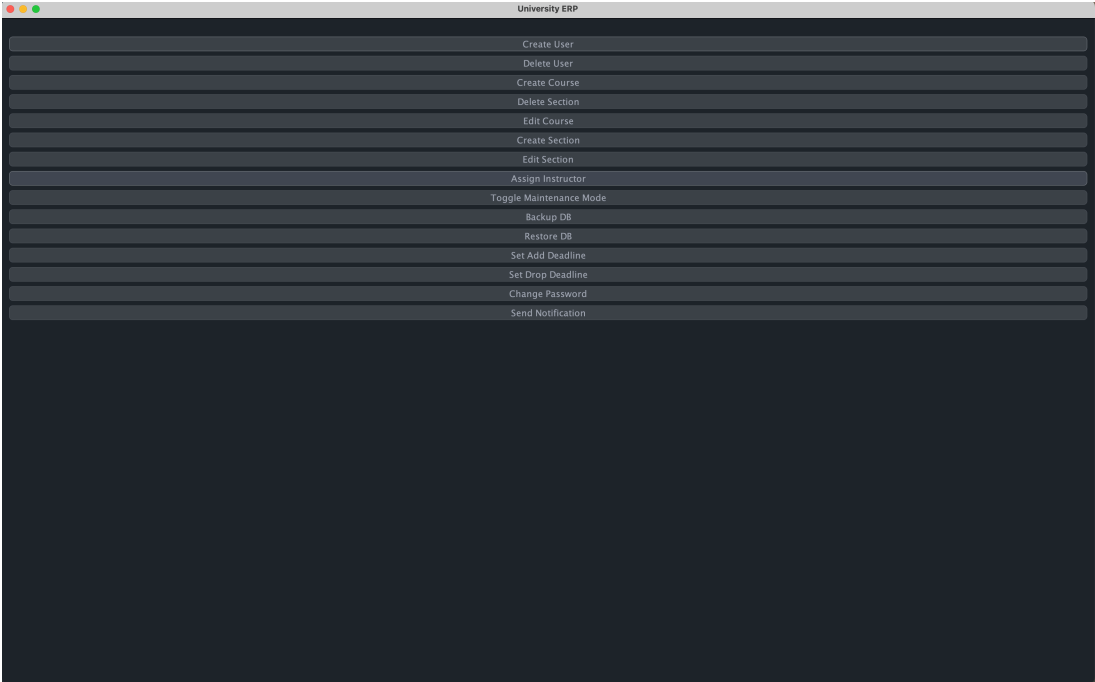 University ERP
Create User
Delete User
Create Course
Delete Section
Edit Course
Create Section
Edit Section
Assign Instructor
Toggle Maintenance Mode
Backup DB
Restore DB
Set Add Deadline
Set Drop Deadline
Change Password
Send Notification